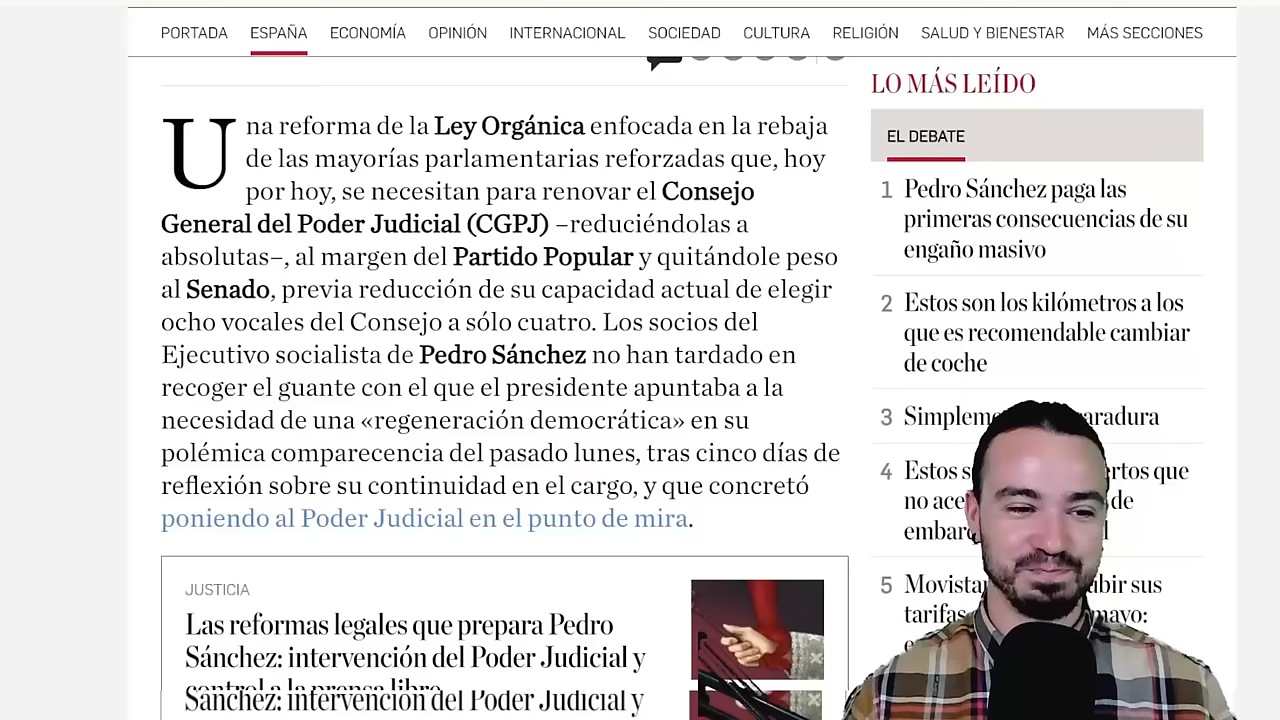 PORTADA ESPAÑA ECONOMÍA OPINIÓN INTERNACIONAL SOCIEDAD CULTURA RELIGIÓN SALUD Y BIENESTAR MÁS SECCIONES
Una reforma de la Ley Orgánica enfocada en la rebaja
de las mayorías parlamentarias reforzadas que, hoy
por hoy, se necesitan para renovar el Consejo
General del Poder Judicial (CGPJ) –reduciéndolas a
absolutas–, al margen del Partido Popular y quitándole peso
al Senado, previa reducción de su capacidad actual de elegir
ocho vocales del Consejo a sólo cuatro. Los socios del
Ejecutivo socialista de Pedro Sánchez no han tardado en
recoger el guante con el que el presidente apuntaba a la
necesidad de una «regeneración democrática» en su
polémica comparecencia del pasado lunes, tras cinco días de
reflexión sobre su continuidad en el cargo, y que concretó
poniendo al Poder Judicial en el punto de mira.
JUSTICIA
Las reformas legales que prepara Pedro
Sánchez: intervención del Poder Judicial y
control a la prensa libre
Sánchez: intervención del Poder Judicial y
LO MÁS LEÍDO
EL DEBATE
1 Pedro Sánchez paga las
primeras consecuencias de su
engaño masivo
2 Estos son los kilómetros a los
que es recomendable cambiar
de coche
3
4 Estos que
no de
5 Movistar sus
tarifas mayo: